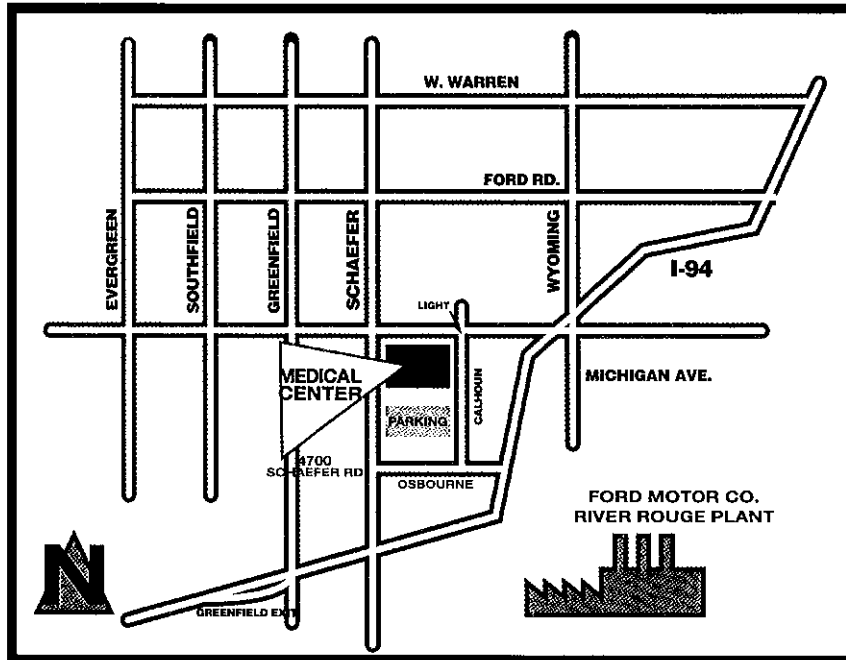 W. WARREN
FORD RD.
EVERGREEN
SOUTHFIELD
GREENFIELD
SCHAEFER
WYOMING
I-94
LIGHT
MEDICAL
CENTER
MICHIGAN AVE.
CALHOUN
PARKING
4700
SCHAEFER RD
OSBOURNE
FORD MOTOR CO.
RIVER ROUGE PLANT
N
GREENFIELD EXIT